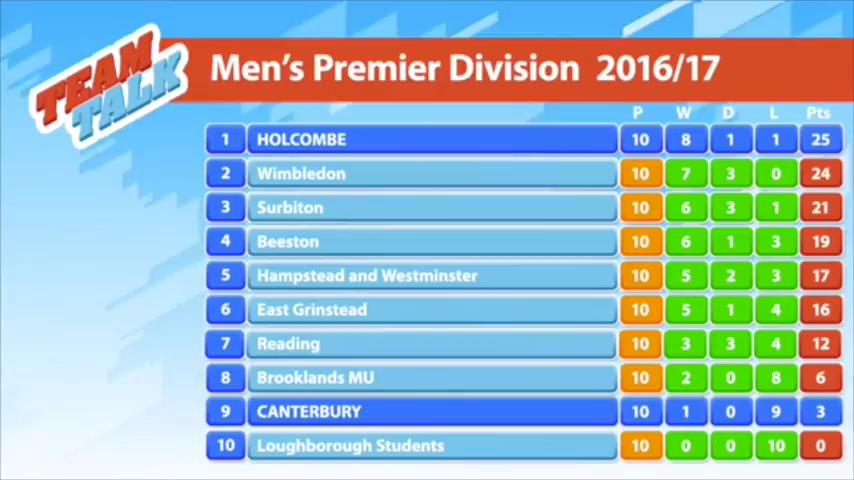 TEAM
TALK
Men's Premier Division 2016/17
P W D L Pts
1 HOLCOMBE 10 8 1 1 25
2 Wimbledon 10 7 3 0 24
3 Surbiton 10 6 3 1 21
4 Beeston 10 6 1 3 19
5 Hampstead and Westminster 10 5 2 3 17
6 East Grinstead 10 5 1 4 16
7 Reading 10 3 3 4 12
8 Brooklands MU 10 2 0 8 6
9 CANTERBURY 10 1 0 9 3
10 Loughborough Students 10 0 0 10 0